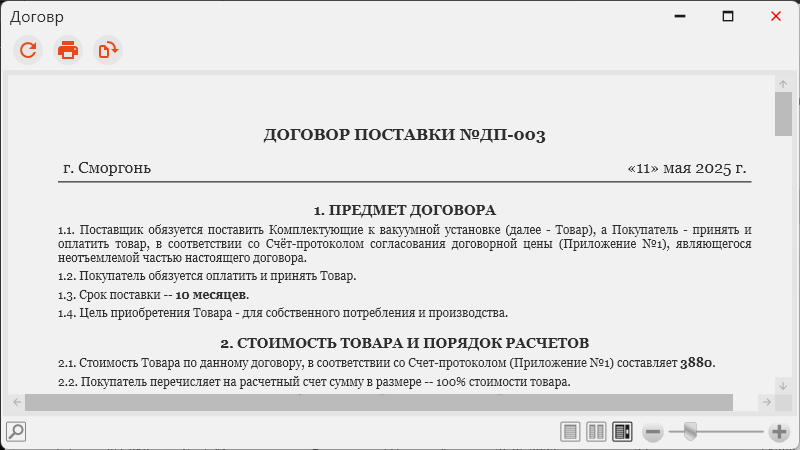 Договр
ДОГОВОР ПОСТАВКИ №ДП-003
г. Сморгонь «11» мая 2025 г.
1. ПРЕДМЕТ ДОГОВОРА
1.1. Поставщик обязуется поставить Комплектующие к вакуумной установке (далее - Товар), а Покупатель - принять и
оплатить товар, в соответствии со Счёт-протоколом согласования договорной цены (Приложение №1), являющегося
неотъемлемой частью настоящего договора.
1.2. Покупатель обязуется оплатить и принять Товар.
1.3. Срок поставки -- 10 месяцев.
1.4. Цель приобретения Товара - для собственного потребления и производства.
2. СТОИМОСТЬ ТОВАРА И ПОРЯДОК РАСЧЕТОВ
2.1. Стоимость Товара по данному договору, в соответствии со Счет-протоколом (Приложение №1) составляет 3880.
2.2. Покупатель перечисляет на расчетный счет сумму в размере -- 100% стоимости товара.